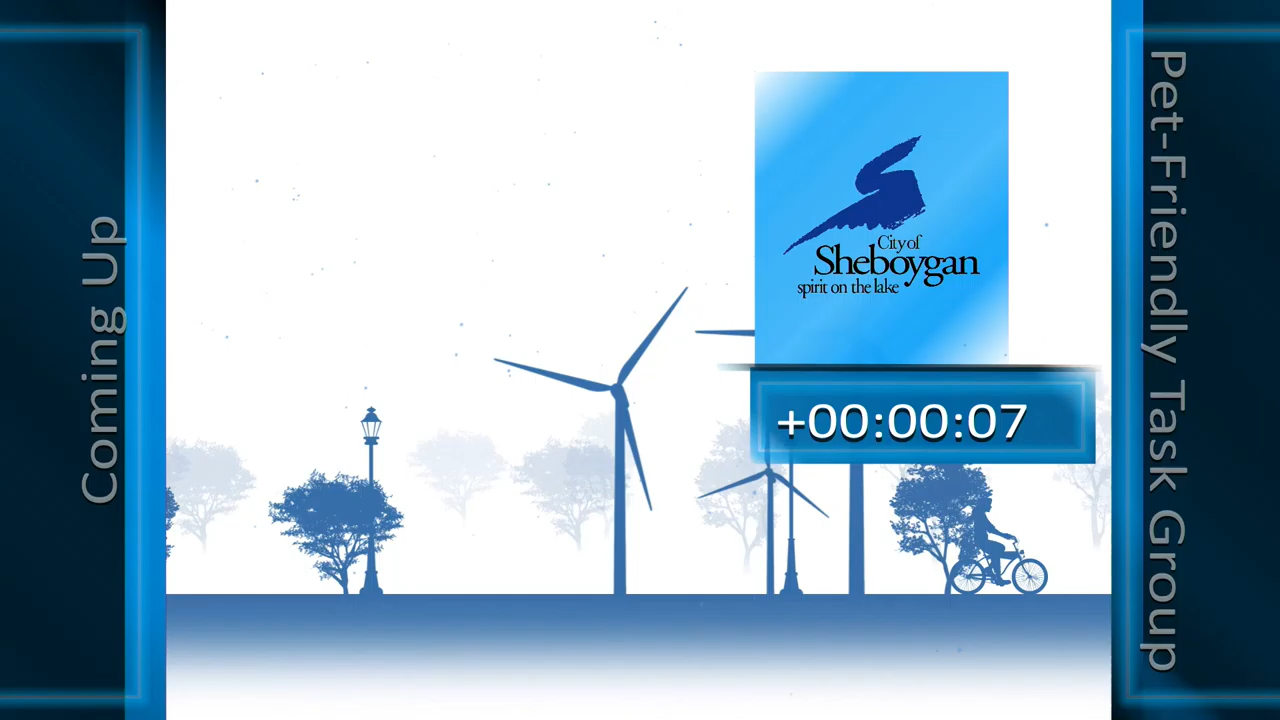 Coming Up
City of
Sheboygan
spirit on the lake
+00:00:07
Pet-Friendly Task Group